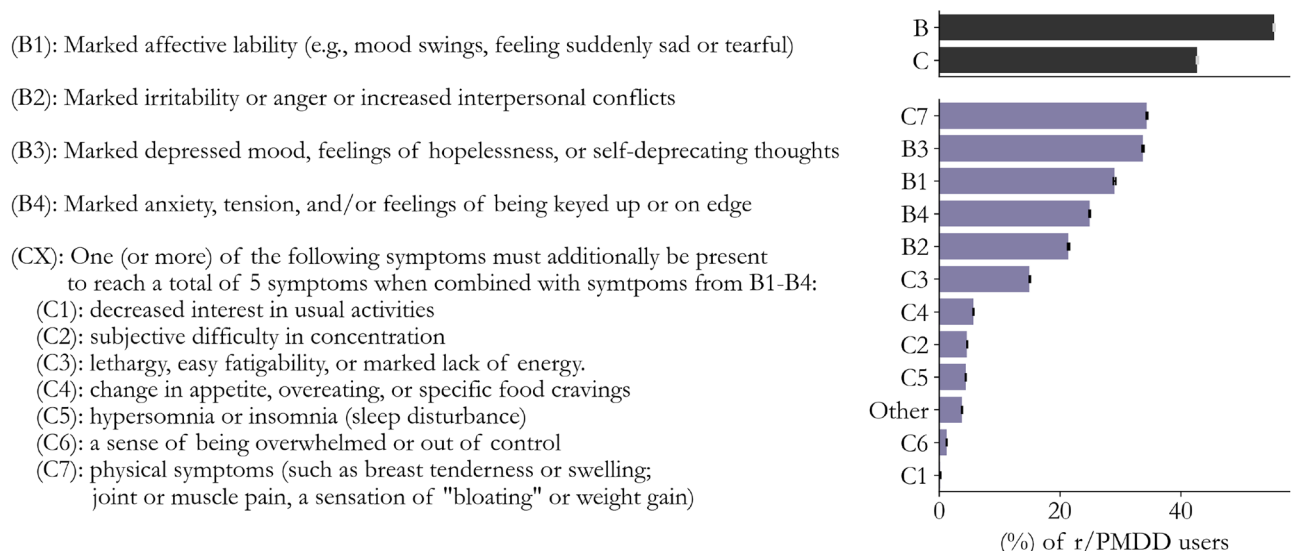 (B1): Marked affective lability (e.g., mood swings, feeling suddenly sad or tearful)
(B2): Marked irritability or anger or increased interpersonal conflicts
(B3): Marked depressed mood, feelings of hopelessness, or self-deprecating thoughts
(B4): Marked anxiety, tension, and/or feelings of being keyed up or on edge
(CX): One (or more) of the following symptoms must additionally be present
to reach a total of 5 symptoms when combined with symtpoms from B1-B4:
(C1): decreased interest in usual activities
(C2): subjective difficulty in concentration
(C3): lethargy, easy fatigability, or marked lack of energy.
(C4): change in appetite, overeating, or specific food cravings
(C5): hypersomnia or insomnia (sleep disturbance)
(C6): a sense of being overwhelmed or out of control
(C7): physical symptoms (such as breast tenderness or swelling;
joint or muscle pain, a sensation of "bloating" or weight gain)
B
C
C7
B3
B1
B4
B2
C3
C4
C2
C5
Other
C6
C1
0 20 40
(%) of r/PMDD users